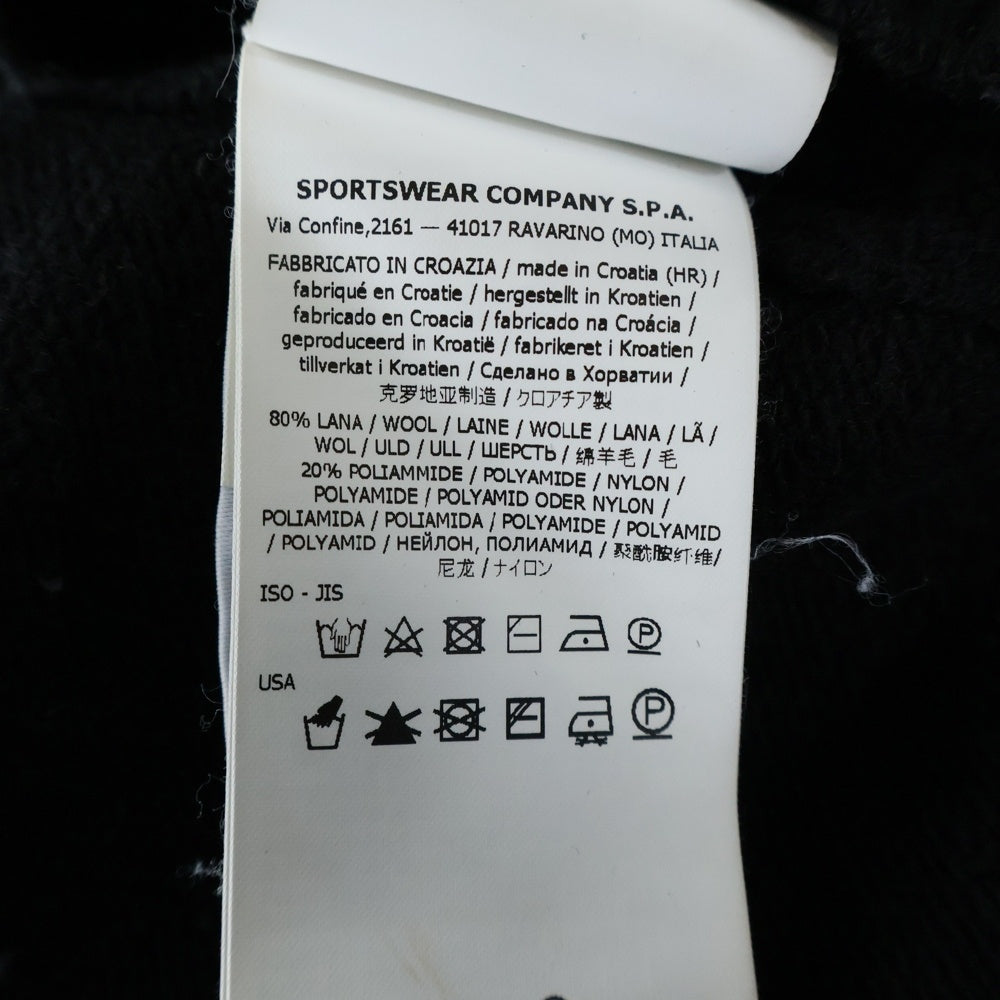 SPORTSWEAR COMPANY S.P.A.
Via Confine,2161 — 41017 RAVARINO (MO) ITALIA
FABBRICATO IN CROAZIA / made in Croatia (HR) /
fabriqué en Croatie / hergestellt in Kroatien /
fabricado en Croacia / fabricado na Croácia /
geproduceerd in Kroatië / fabrikeret i Kroatien /
tillverkat i Kroatien / Сделано в Хорватии /
克罗地亚制造 / クロアチア製
80% LANA / WOOL / LAINE / WOLLE / LANA / LÃ /
WOL / ULD / ULL / ШЕРСТЬ / 绵羊毛 / 毛
20% POLIAMMIDE / POLYAMIDE / NYLON /
POLYAMIDE / POLYAMID ODER NYLON /
POLIAMIDA / POLIAMIDA / POLYAMIDE / POLYAMID
/ POLYAMID / НЕЙЛОН, ПОЛИАМИД / 聚酰胺纤维/
尼龙 / ナイロン
ISO - JIS
P
USA
P